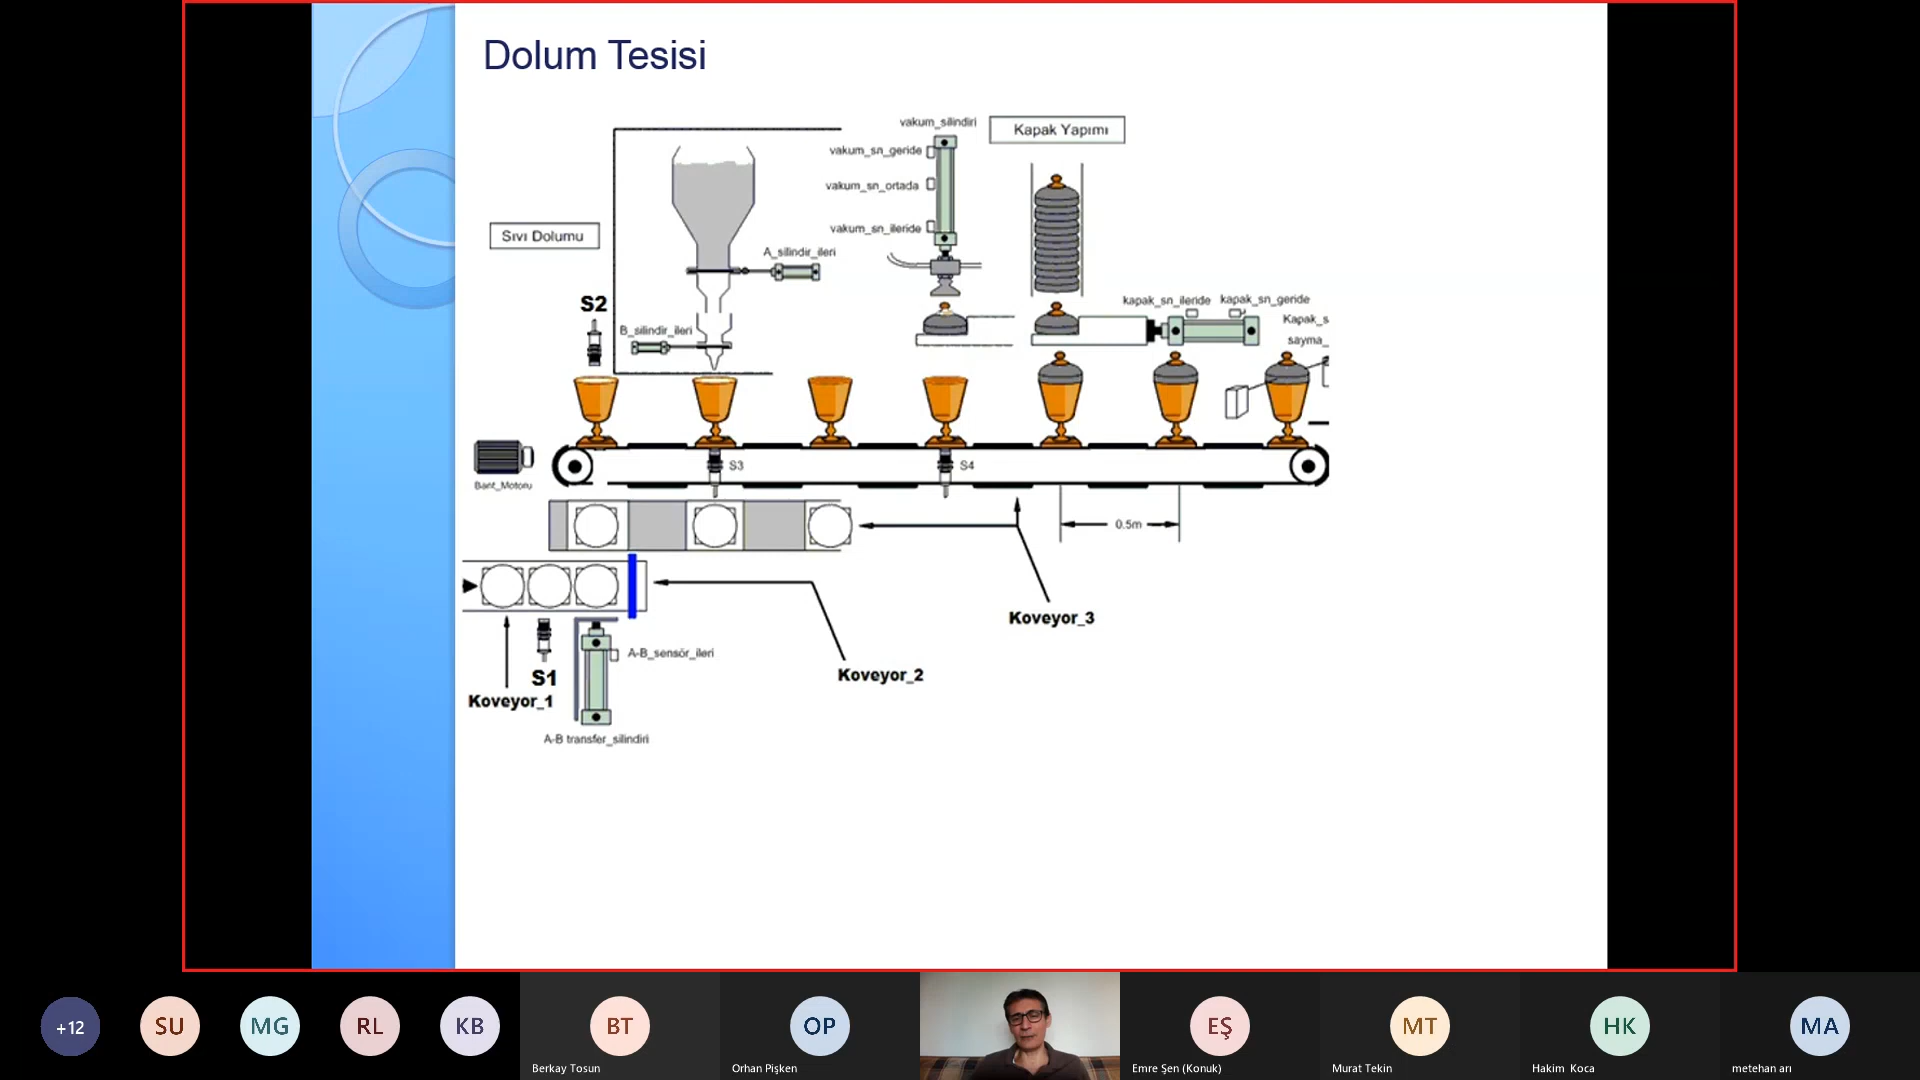 Dolum Tesisi
vakum_silindiri
Kapak Yapımı
vakum_sn_geride
vakum_sn_ortada
vakum_sn_ileride
Sıvı Dolumu
A_silindir_ileri
S2
B_silindir_ileri
kapak_sn_ileride
kapak_sn_geride
Kapak_s
sayma_
S3
S4
Bant_Motoru
0.5m
Koveyor_3
A-B_sensör_ileri
Koveyor_2
S1
Koveyor_1
A-B transfer_silindiri
+12
SU
MG
RL
KB
BT
OP
EŞ
MT
HK
MA
Berkay Tosun
Orhan Pişken
Emre Şen (Konuk)
Murat Tekin
Hakim Koca
metehan arı